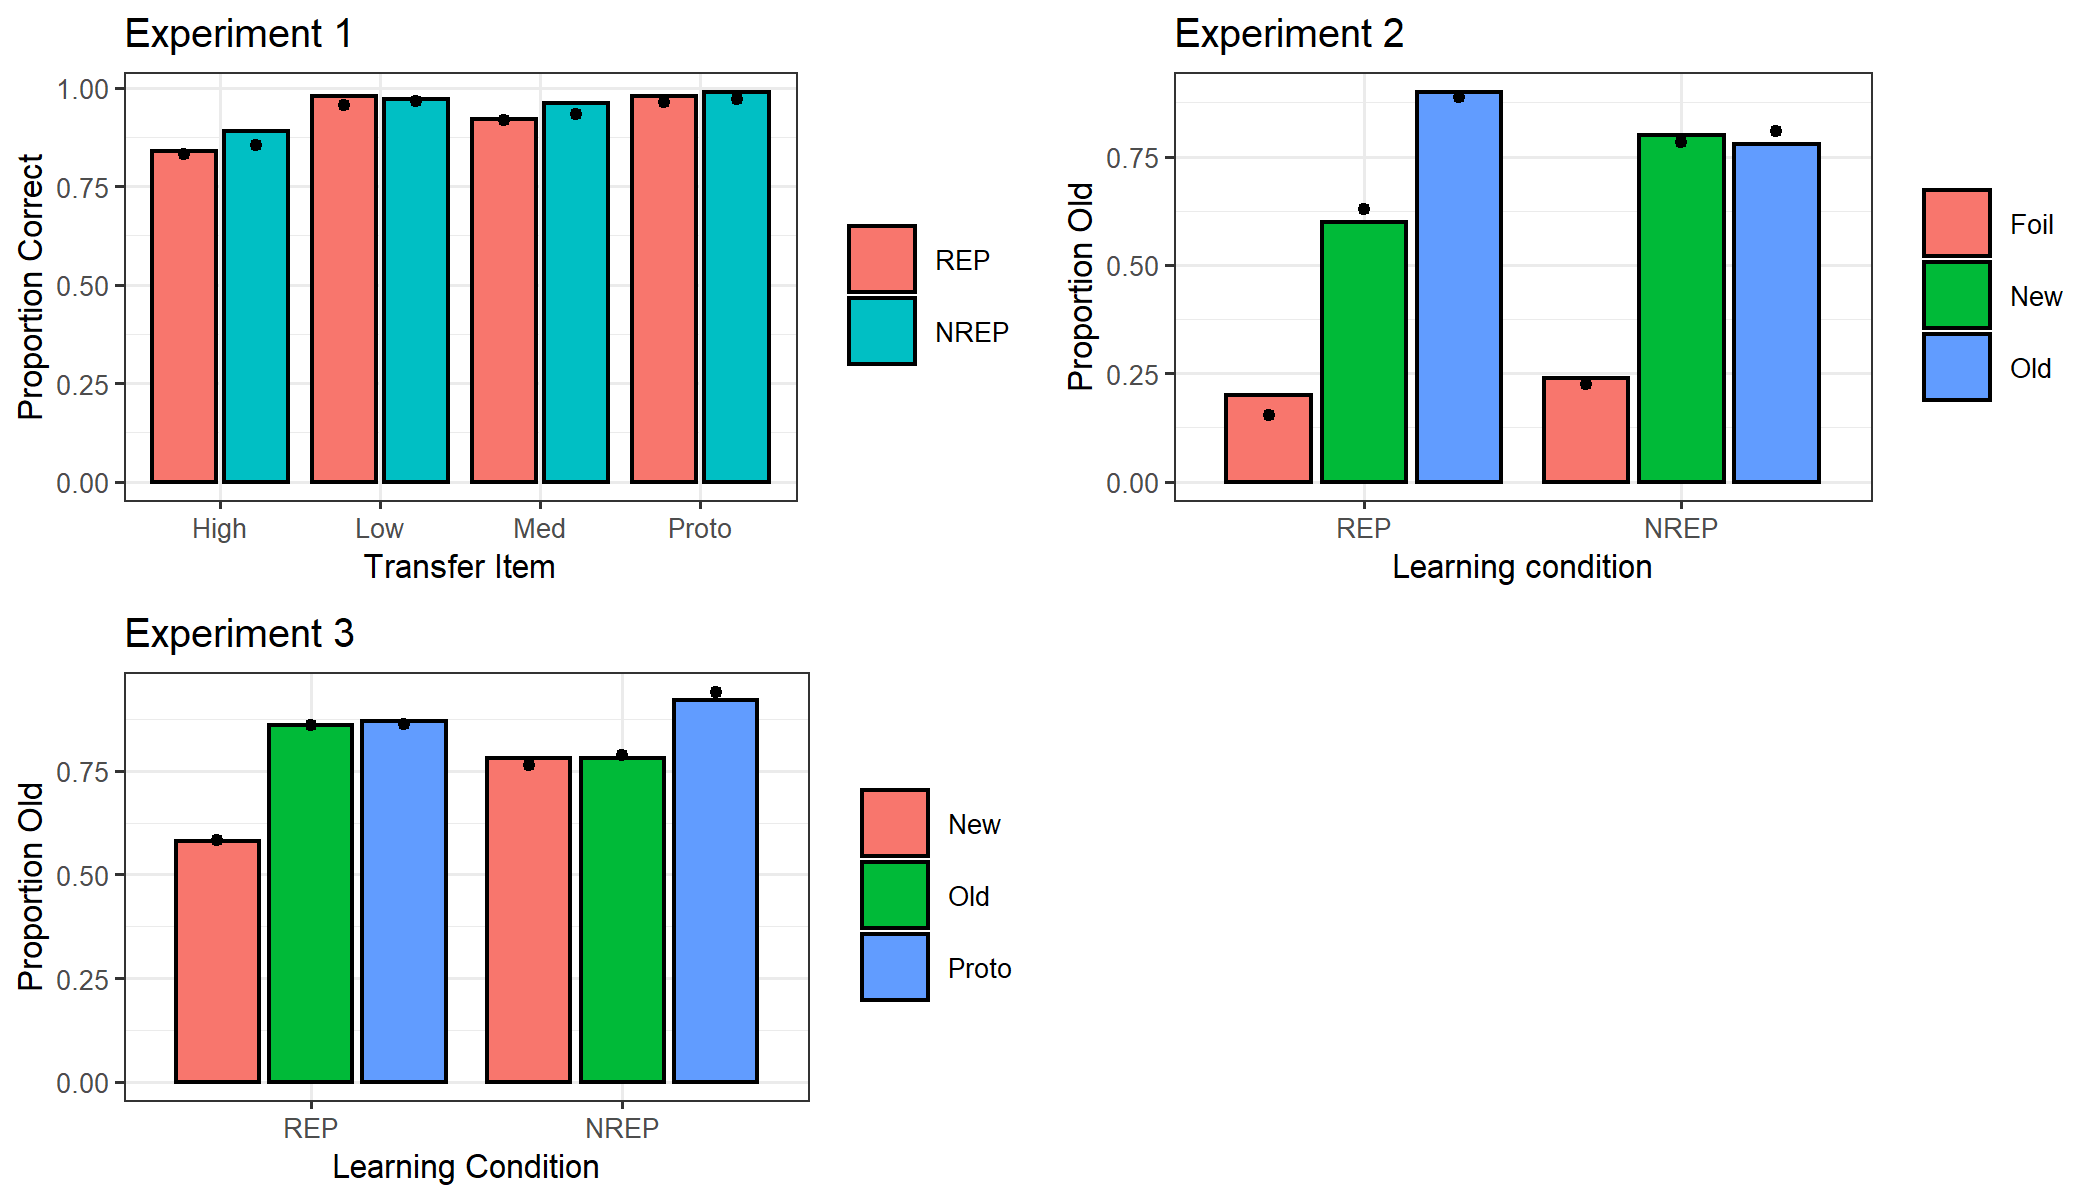 Experiment 1
Proportion Correct
1.00
0.75
0.50
0.25
0.00
High Low Med Proto
Transfer Item
REP
NREP
Experiment 2
Proportion Old
0.75
0.50
0.25
0.00
REP NREP
Learning condition
Foil
New
Old
Experiment 3
Proportion Old
0.75
0.50
0.25
0.00
REP NREP
Learning Condition
New
Old
Proto